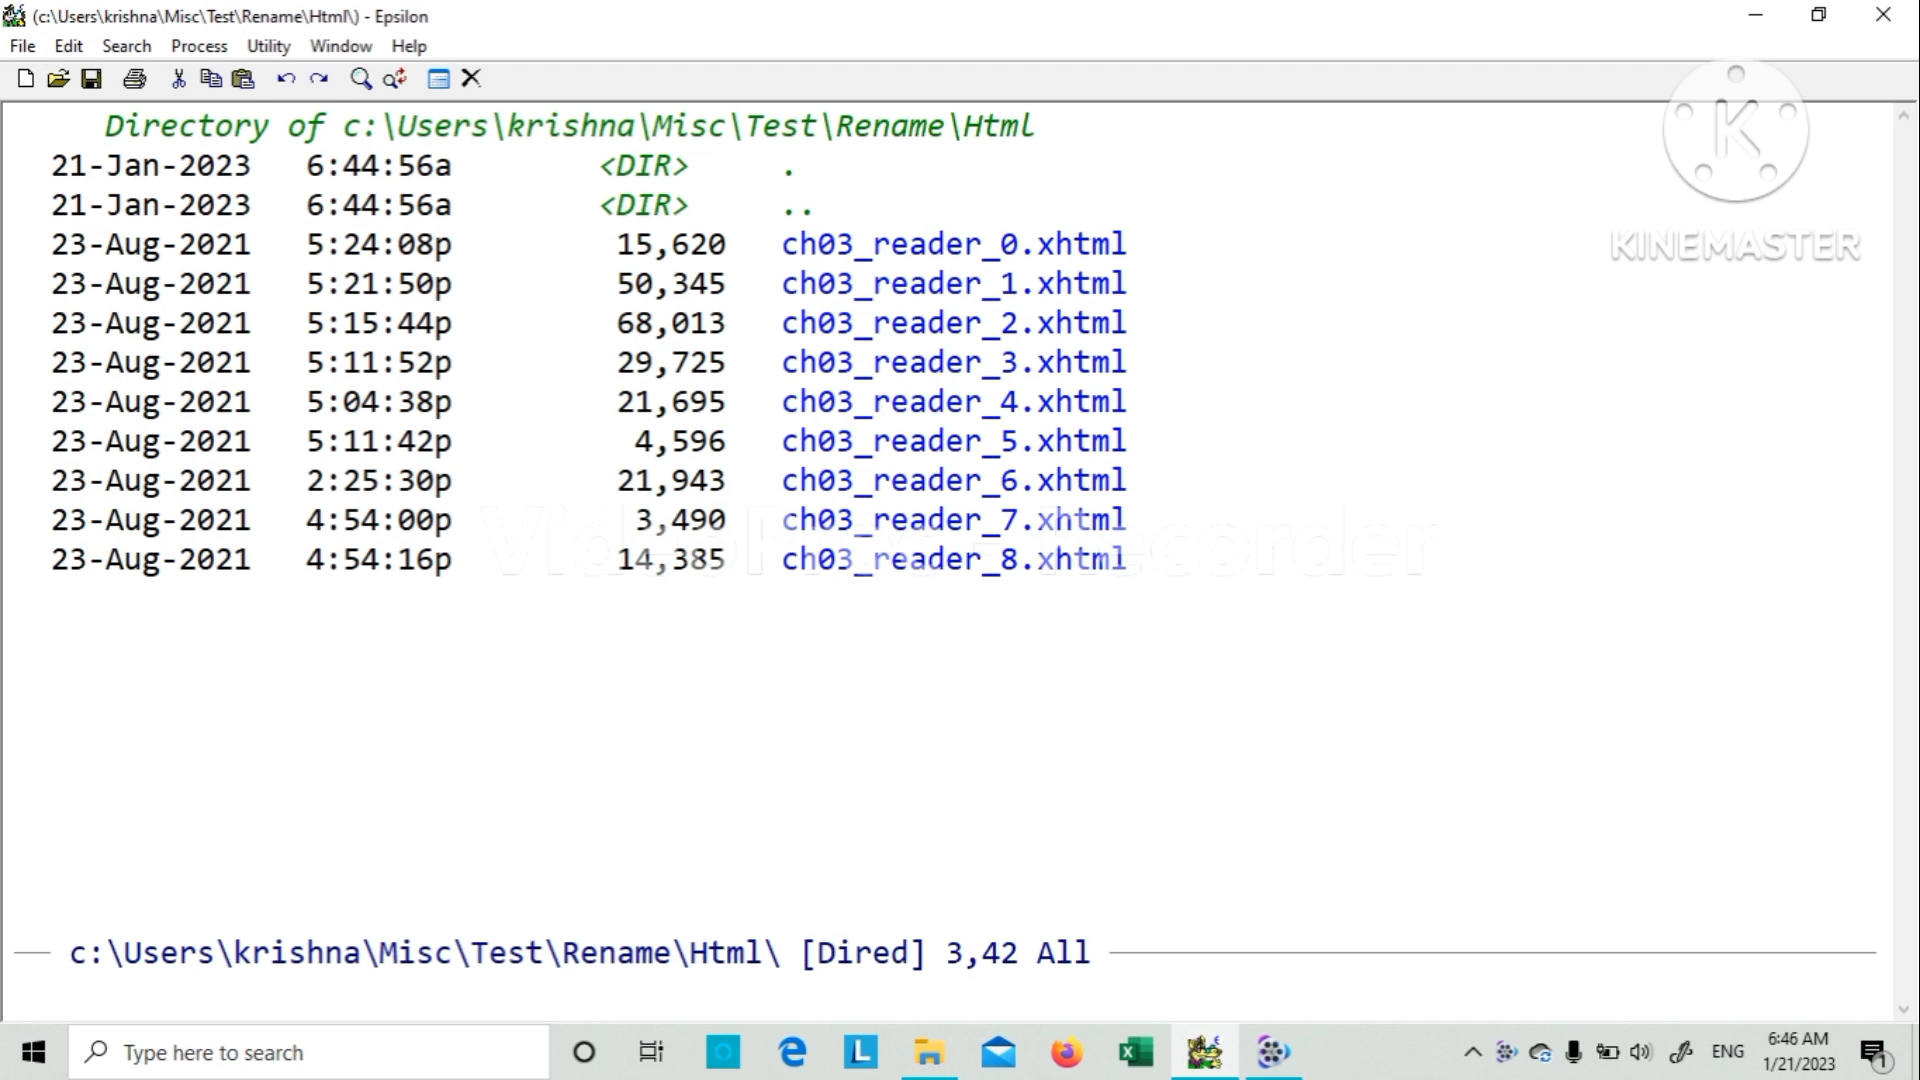 (c:\Users\krishna\Misc\Test\Rename\Html\) - Epsilon
File Edit Search Process Utility Window Help
Directory of c:\Users\krishna\Misc\Test\Rename\Html
21-Jan-2023 6:44:56a <DIR> .
21-Jan-2023 6:44:56a <DIR> ..
23-Aug-2021 5:24:08p 15,620 ch03_reader_0.xhtml
23-Aug-2021 5:21:50p 50,345 ch03_reader_1.xhtml
23-Aug-2021 5:15:44p 68,013 ch03_reader_2.xhtml
23-Aug-2021 5:11:52p 29,725 ch03_reader_3.xhtml
23-Aug-2021 5:04:38p 21,695 ch03_reader_4.xhtml
23-Aug-2021 5:11:42p 4,596 ch03_reader_5.xhtml
23-Aug-2021 2:25:30p 21,943 ch03_reader_6.xhtml
23-Aug-2021 4:54:00p 3,490 ch03_reader_7.xhtml
23-Aug-2021 4:54:16p 14,385 ch03_reader_8.xhtml
K
KINEMASTER
Recorder
c:\Users\krishna\Misc\Test\Rename\Html\ [Dired] 3,42 All
Type here to search
ENG
6:46 AM
1/21/2023
1